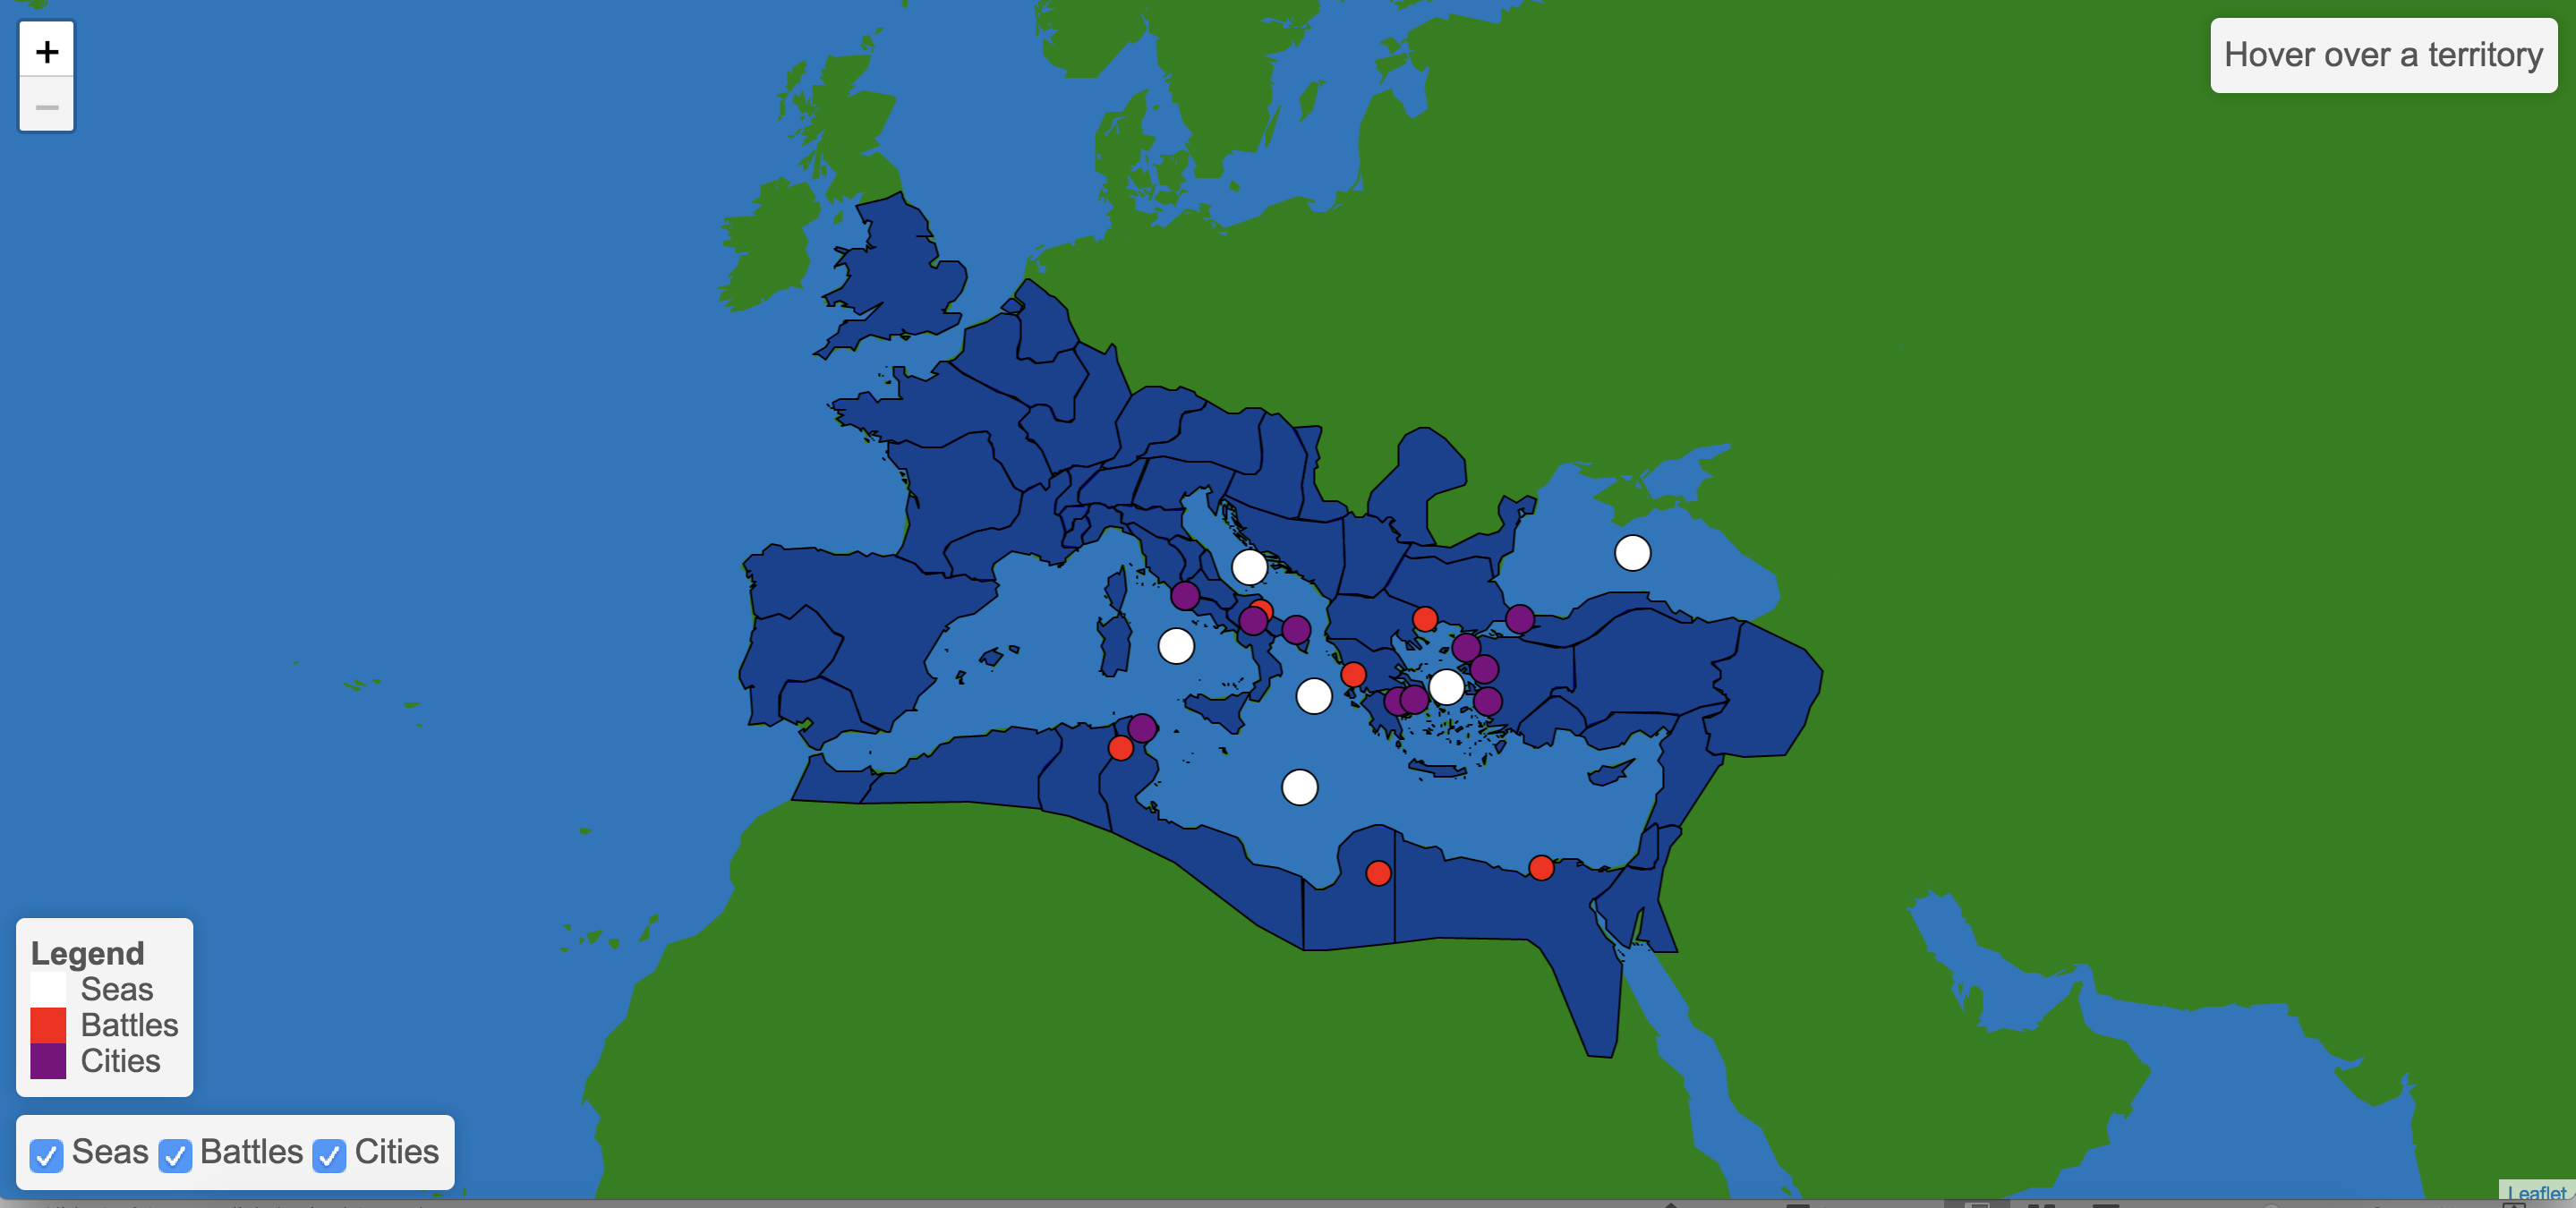 +
−
Hover over a territory
Legend
Seas
Battles
Cities
Seas Battles Cities
Leaflet